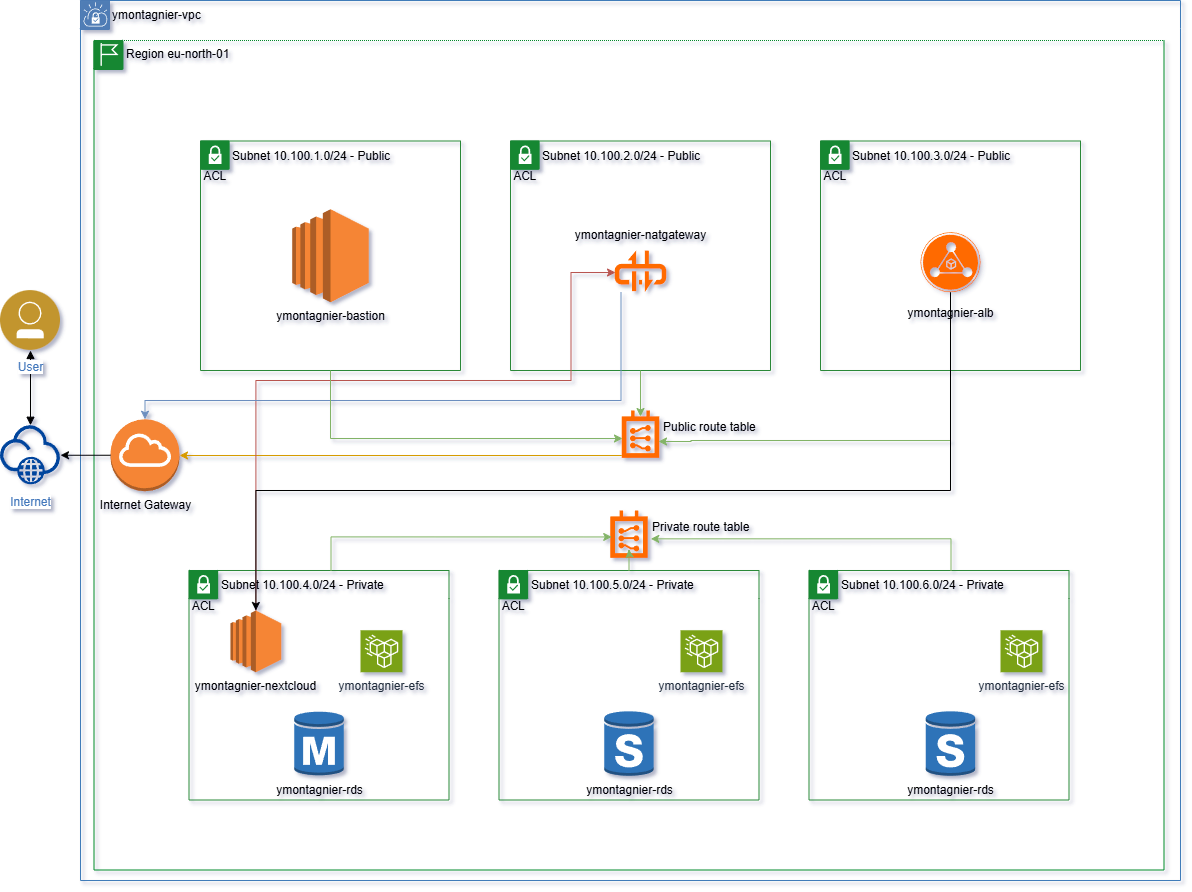 ymontagnier-vpc
Region eu-north-01
Subnet 10.100.1.0/24 - Public
ACL
Subnet 10.100.2.0/24 - Public
ACL
Subnet 10.100.3.0/24 - Public
ACL
ymontagnier-natgateway
ymontagnier-bastion
ymontagnier-alb
User
Public route table
Internet
Internet Gateway
Private route table
Subnet 10.100.4.0/24 - Private
ACL
Subnet 10.100.5.0/24 - Private
ACL
Subnet 10.100.6.0/24 - Private
ACL
ymontagnier-nextcloud
ymontagnier-efs
ymontagnier-efs
ymontagnier-efs
M
S
S
ymontagnier-rds
ymontagnier-rds
ymontagnier-rds